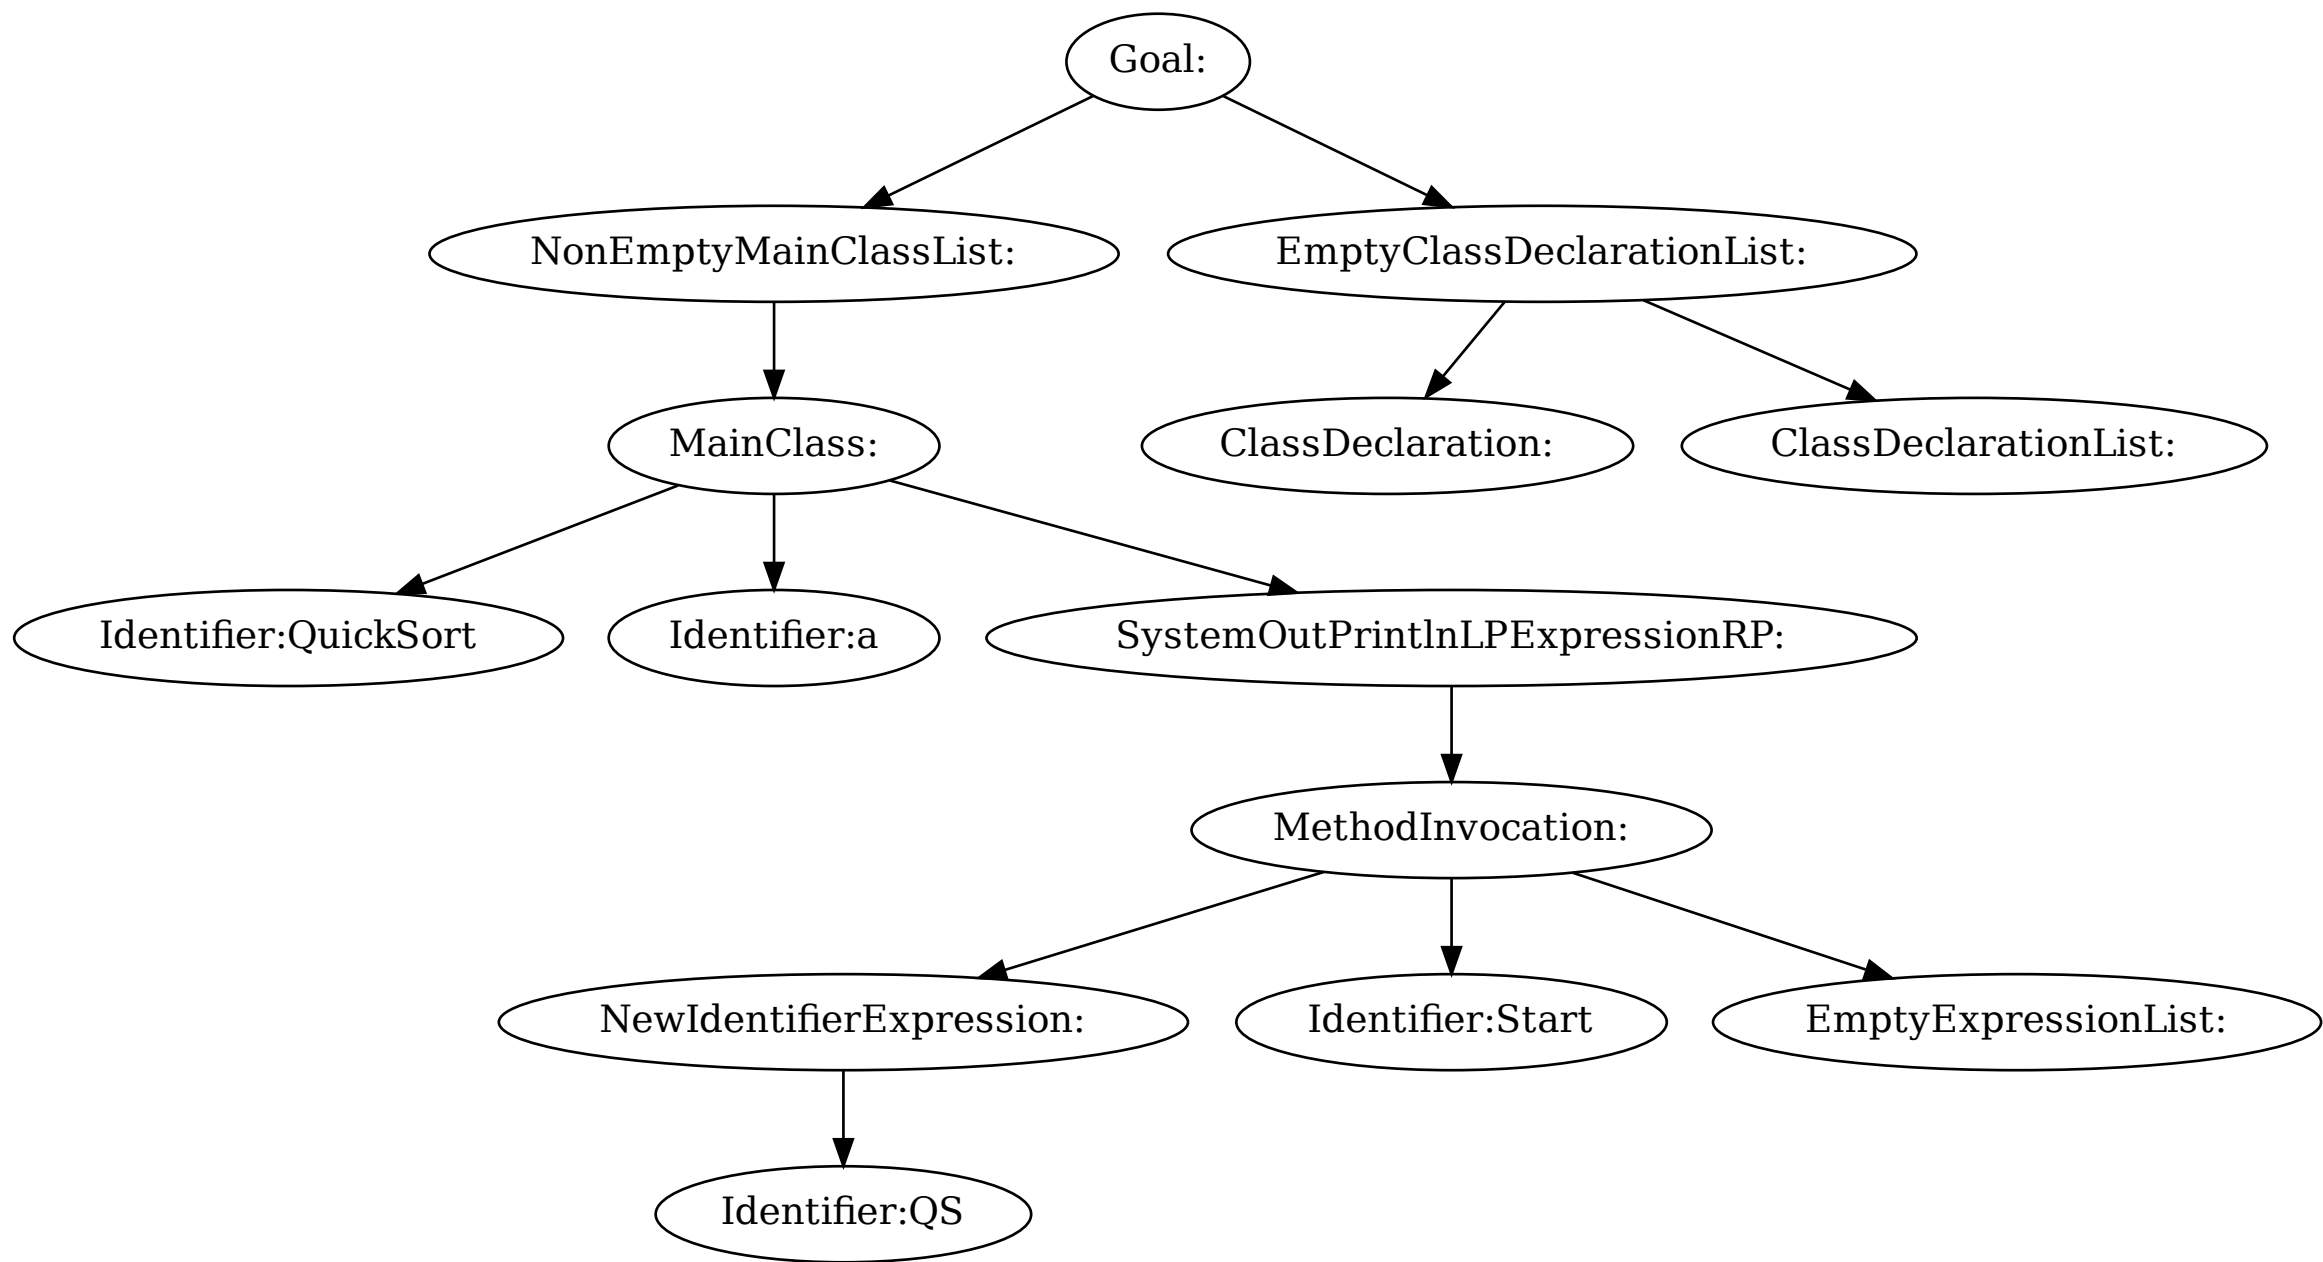 Goal:
NonEmptyMainClassList:
EmptyClassDeclarationList:
MainClass:
ClassDeclaration:
ClassDeclarationList:
Identifier:QuickSort
Identifier:a
SystemOutPrintlnLPExpressionRP:
MethodInvocation:
NewIdentifierExpression:
Identifier:Start
EmptyExpressionList:
Identifier:QS